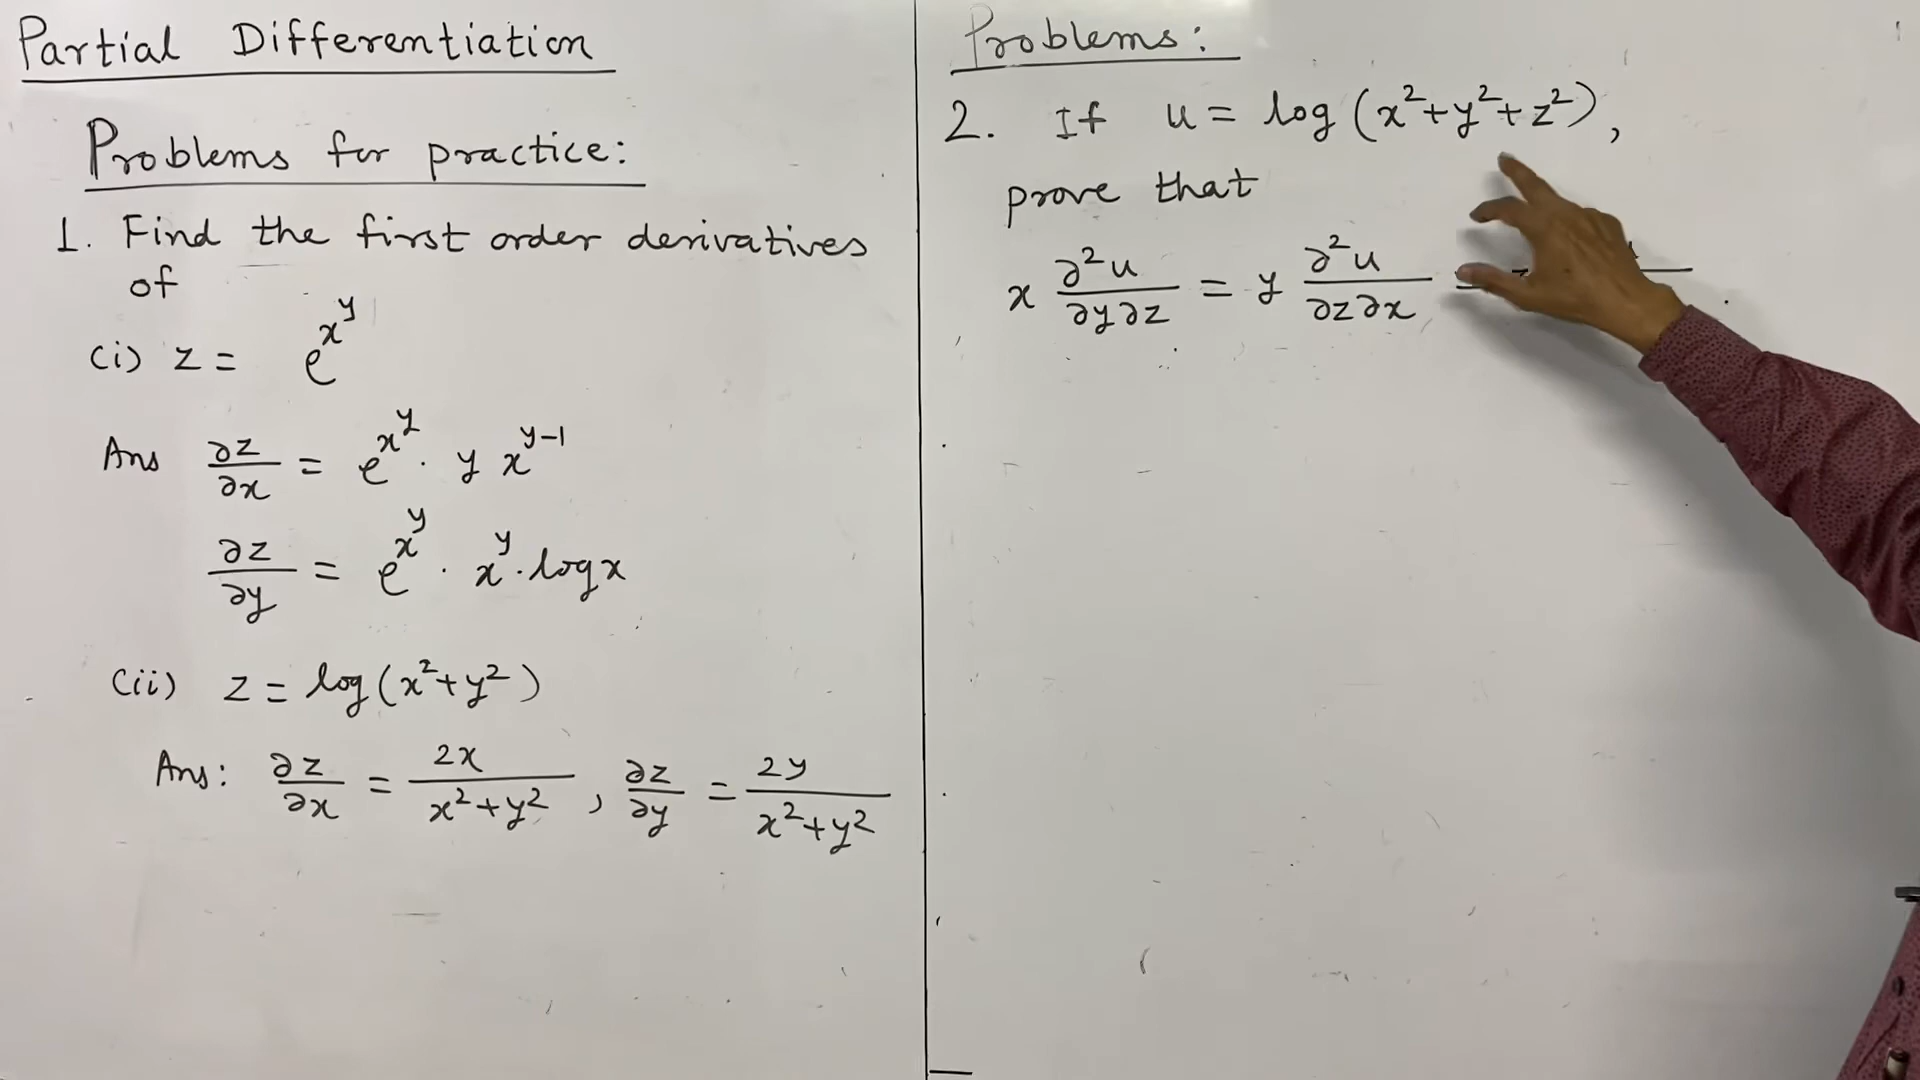 Partial Differentiation
Problems for practice:
1. Find the first order derivatives
of
(i) z = e^{x^y}
Ans ∂z/∂x = e^{x^y} · y x^{y-1}
∂z/∂y = e^{x^y} · x^y · log x
(ii) z = log (x²+y²)
Ans: ∂z/∂x = 2x/(x²+y²) , ∂z/∂y = 2y/(x²+y²)
Problems:
2. If u = log (x²+y²+z²),
prove that
x ∂²u/∂y∂z = y ∂²u/∂z∂x =